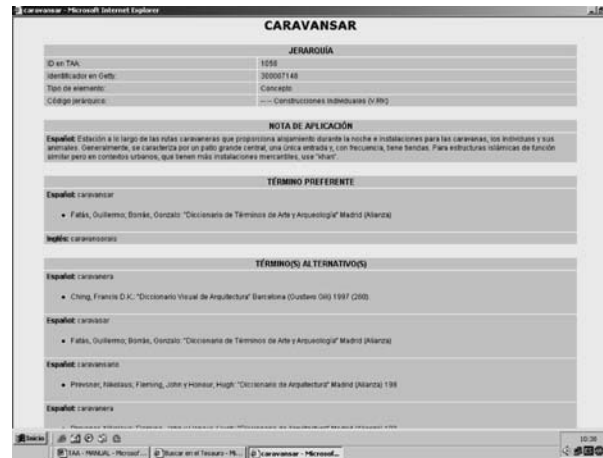 caravansar - Microsoft Internet Explorer
CARAVANSAR
JERARQUÍA
ID en TAA: 1058
Identificador en Getty: 300007148
Tipo de elemento: Concepto
Código jerárquico: ---- Construcciones individuales (V.RK)
NOTA DE APLICACIÓN
Español: Estación a lo largo de las rutas caravaneras que proporciona alojamiento durante la noche e instalaciones para las caravanas, los individuos y sus
animales. Generalmente, se caracteriza por un patio grande central, una única entrada y, con frecuencia, tiene tiendas. Para estructuras islámicas de función
similar pero en contextos urbanos, que tienen más instalaciones mercantiles, use "khan".
TÉRMINO PREFERENTE
Español: caravansar
• Fatás, Guillermo; Borrás, Gonzalo: "Diccionario de Términos de Arte y Arqueología" Madrid (Alianza)
Inglés: caravanserais
TÉRMINO(S) ALTERNATIVO(S)
Español: caravanera
• Ching, Francis D.K.: "Diccionario Visual de Arquitectura" Barcelona (Gustavo Gili) 1997 (260)
Español: caravasar
• Fatás, Guillermo; Borrás, Gonzalo: "Diccionario de Términos de Arte y Arqueología" Madrid (Alianza)
Español:
• Pevsner, Nikolaus; Fleming, John y Honour, Hugh: "Diccionario de Arquitectura" Madrid (Alianza) 198
Español: caravanera
Inicio
10:38
TAA - MANUAL - Microsof...
Buscar en el Tesauro - Mi...
caravansar - Microsof...